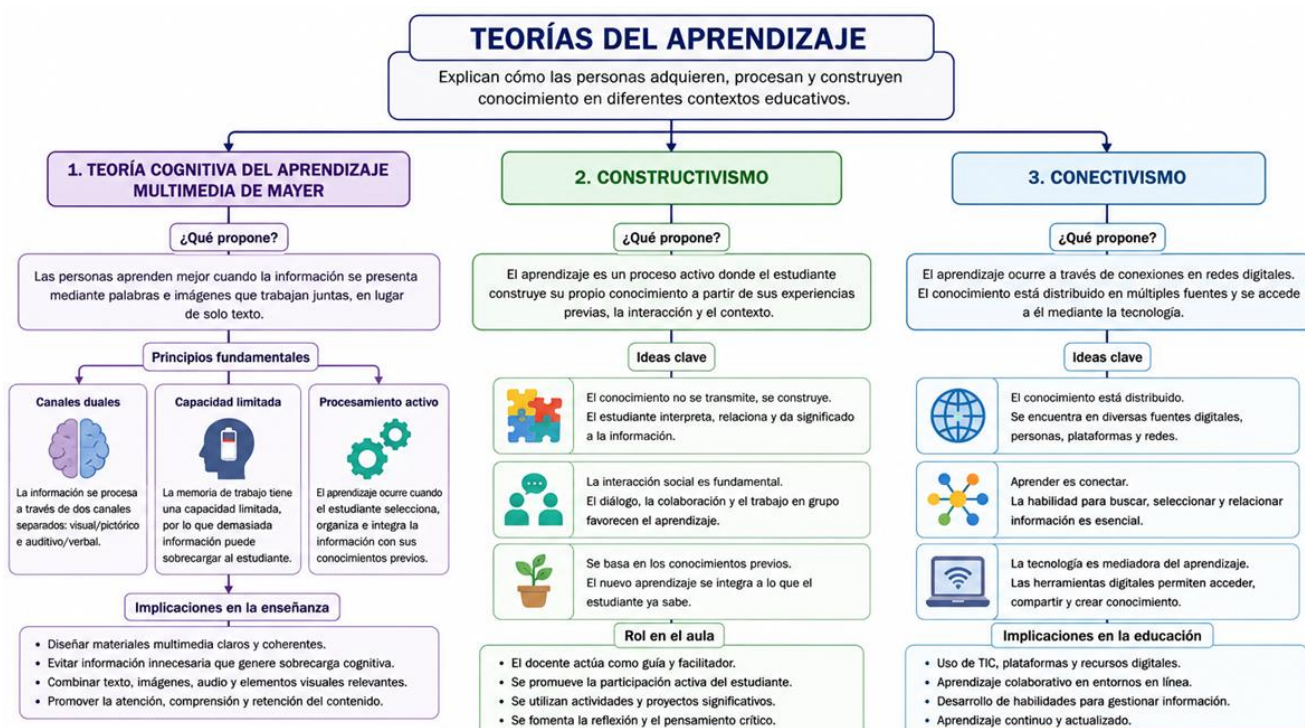 TEORÍAS DEL APRENDIZAJE
Explican cómo las personas adquieren, procesan y construyen
conocimiento en diferentes contextos educativos.
1. TEORÍA COGNITIVA DEL APRENDIZAJE
MULTIMEDIA DE MAYER
¿Qué propone?
Las personas aprenden mejor cuando la información se presenta
mediante palabras e imágenes que trabajan juntas, en lugar
de solo texto.
Principios fundamentales
Canales duales
La información se procesa
a través de dos canales
separados: visual/pictórico
e auditivo/verbal.
Capacidad limitada
La memoria de trabajo tiene
una capacidad limitada,
por lo que demasiada
información puede
sobrecargar al estudiante.
Procesamiento activo
El aprendizaje ocurre cuando
el estudiante selecciona,
organiza e integra la
información con sus
conocimientos previos.
Implicaciones en la enseñanza
• Diseñar materiales multimedia claros y coherentes.
• Evitar información innecesaria que genere sobrecarga cognitiva.
• Combinar texto, imágenes, audio y elementos visuales relevantes.
• Promover la atención, comprensión y retención del contenido.
2. CONSTRUCTIVISMO
¿Qué propone?
El aprendizaje es un proceso activo donde el estudiante
construye su propio conocimiento a partir de sus experiencias
previas, la interacción y el contexto.
Ideas clave
El conocimiento no se transmite, se construye.
El estudiante interpreta, relaciona y da significado
a la información.
La interacción social es fundamental.
El diálogo, la colaboración y el trabajo en grupo
favorecen el aprendizaje.
Se basa en los conocimientos previos.
El nuevo aprendizaje se integra a lo que el
estudiante ya sabe.
Rol en el aula
• El docente actúa como guía y facilitador.
• Se promueve la participación activa del estudiante.
• Se utilizan actividades y proyectos significativos.
• Se fomenta la reflexión y el pensamiento crítico.
3. CONECTIVISMO
¿Qué propone?
El aprendizaje ocurre a través de conexiones en redes digitales.
El conocimiento está distribuido en múltiples fuentes y se accede
a él mediante la tecnología.
Ideas clave
El conocimiento está distribuido.
Se encuentra en diversas fuentes digitales,
personas, plataformas y redes.
Aprender es conectar.
La habilidad para buscar, seleccionar y relacionar
información es esencial.
La tecnología es mediadora del aprendizaje.
Las herramientas digitales permiten acceder,
compartir y crear conocimiento.
Implicaciones en la educación
• Uso de TIC, plataformas y recursos digitales.
• Aprendizaje colaborativo en entornos en línea.
• Desarrollo de habilidades para gestionar información.
• Aprendizaje continuo y actualizado.